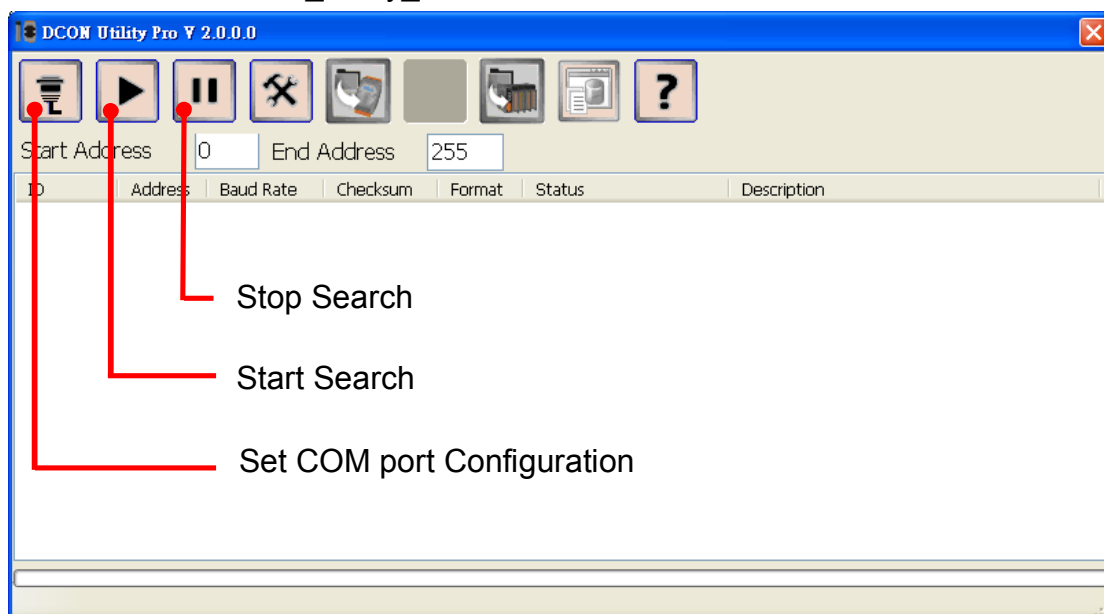 DCON Utility Pro V 2.0.0.0
?
Start Address 0 End Address 255
ID Address Baud Rate Checksum Format Status Description
Stop Search
Start Search
Set COM port Configuration